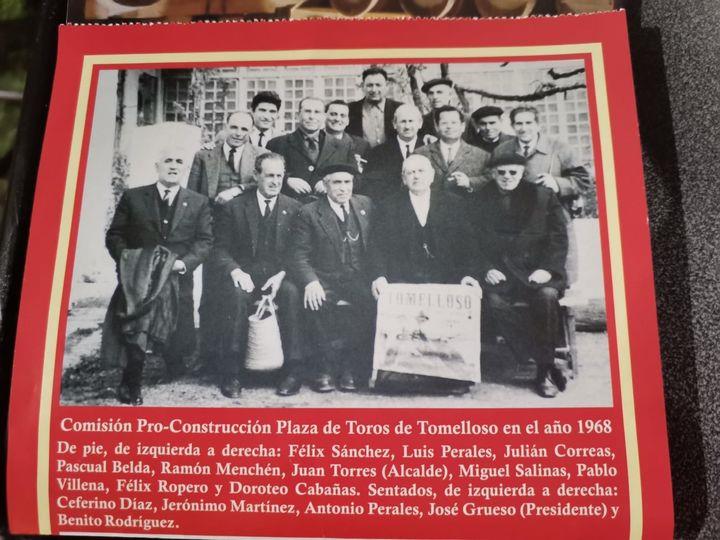 TOMELLOSO
Comisión Pro-Construcción Plaza de Toros de Tomelloso en el año 1968
De pie, de izquierda a derecha: Félix Sánchez, Luis Perales, Julián Correas,
Pascual Belda, Ramón Menchén, Juan Torres (Alcalde), Miguel Salinas, Pablo
Villena, Félix Ropero y Doroteo Cabañas. Sentados, de izquierda a derecha:
Ceferino Díaz, Jerónimo Martínez, Antonio Perales, José Grueso (Presidente) y
Benito Rodríguez.